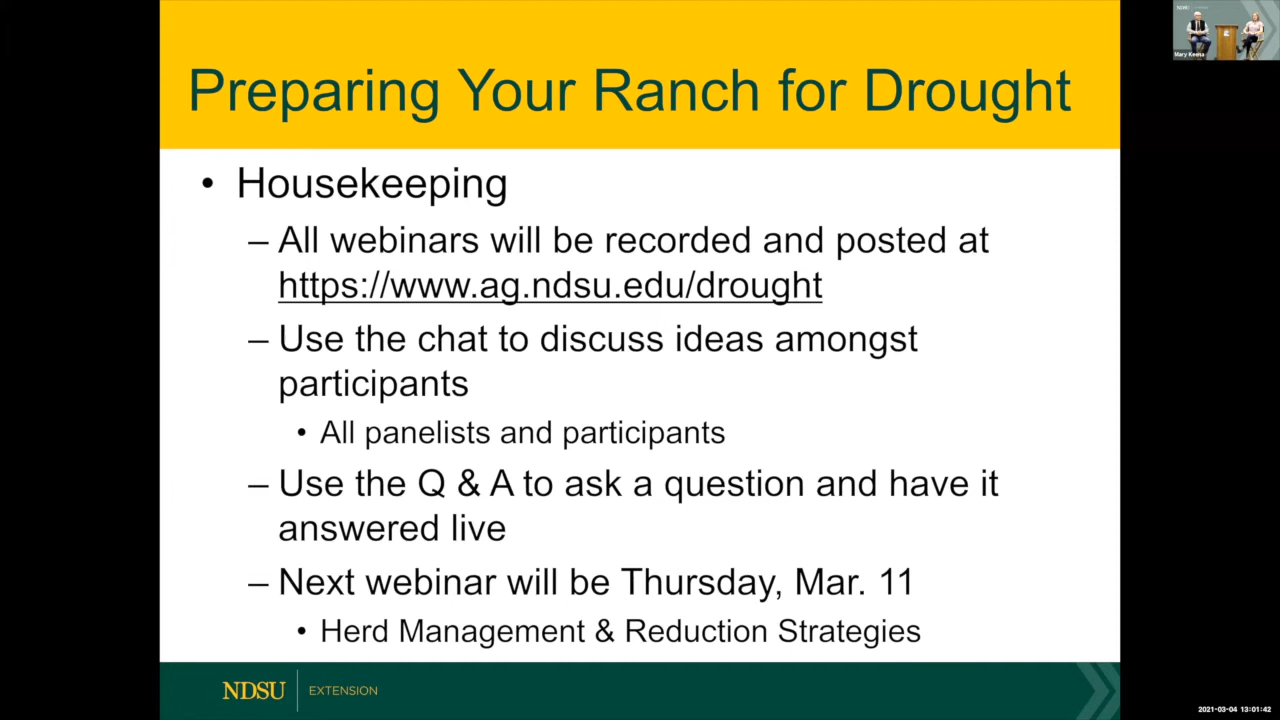 Preparing Your Ranch for Drought
• Housekeeping
– All webinars will be recorded and posted at
https://www.ag.ndsu.edu/drought
– Use the chat to discuss ideas amongst
participants
• All panelists and participants
– Use the Q & A to ask a question and have it
answered live
– Next webinar will be Thursday, Mar. 11
• Herd Management & Reduction Strategies
NDSU EXTENSION
NDSU
Mary Keena
2021-03-04 13:01:42